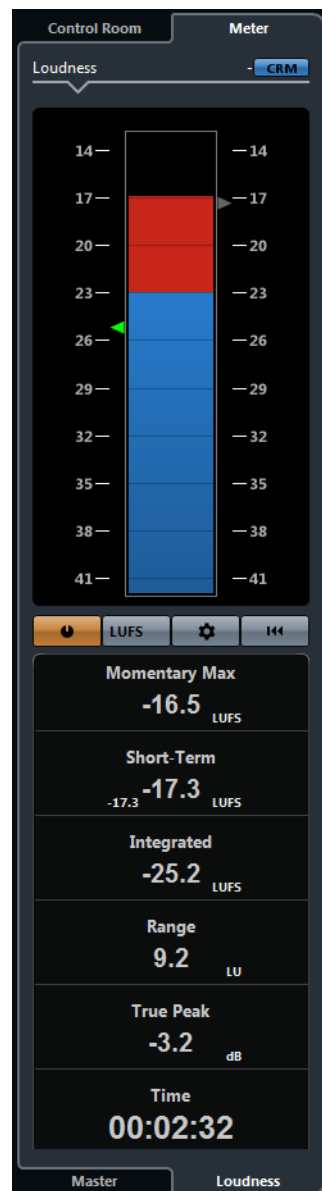 Control Room Meter
Loudness - CRM
14 14
17 17
20 20
23 23
26 26
29 29
32 32
35 35
38 38
41 41
LUFS
Momentary Max
-16.5 LUFS
Short-Term
-17.3 -17.3 LUFS
Integrated
-25.2 LUFS
Range
9.2 LU
True Peak
-3.2 dB
Time
00:02:32
Master Loudness